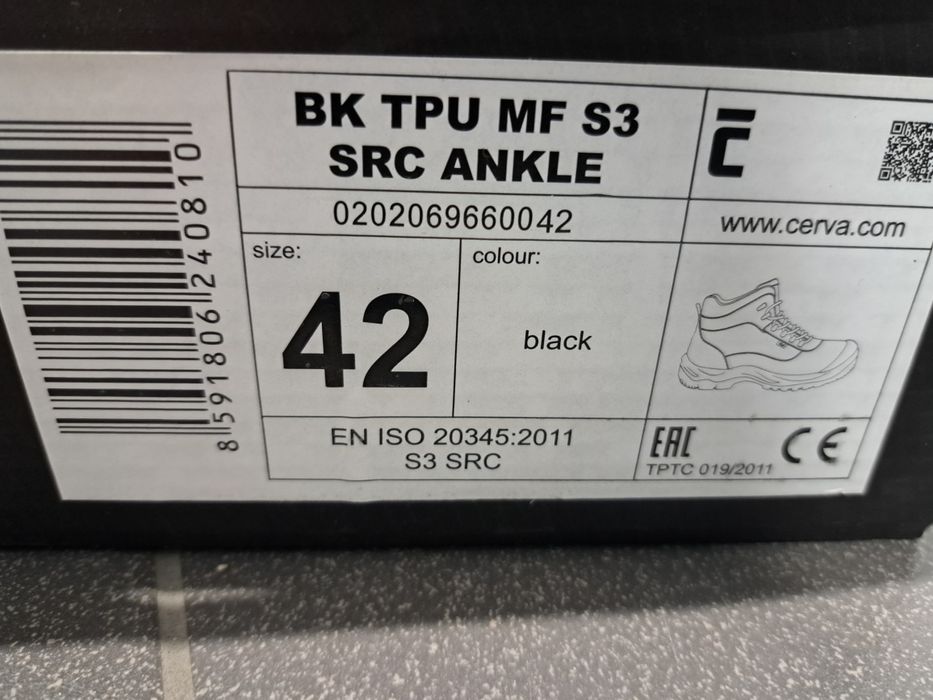 BK TPU MF S3
SRC ANKLE
0202069660042
www.cerva.com
size:
42
colour:
black
EN ISO 20345:2011
S3 SRC
EAC
CE
TPTC 019/2011
8591806240810